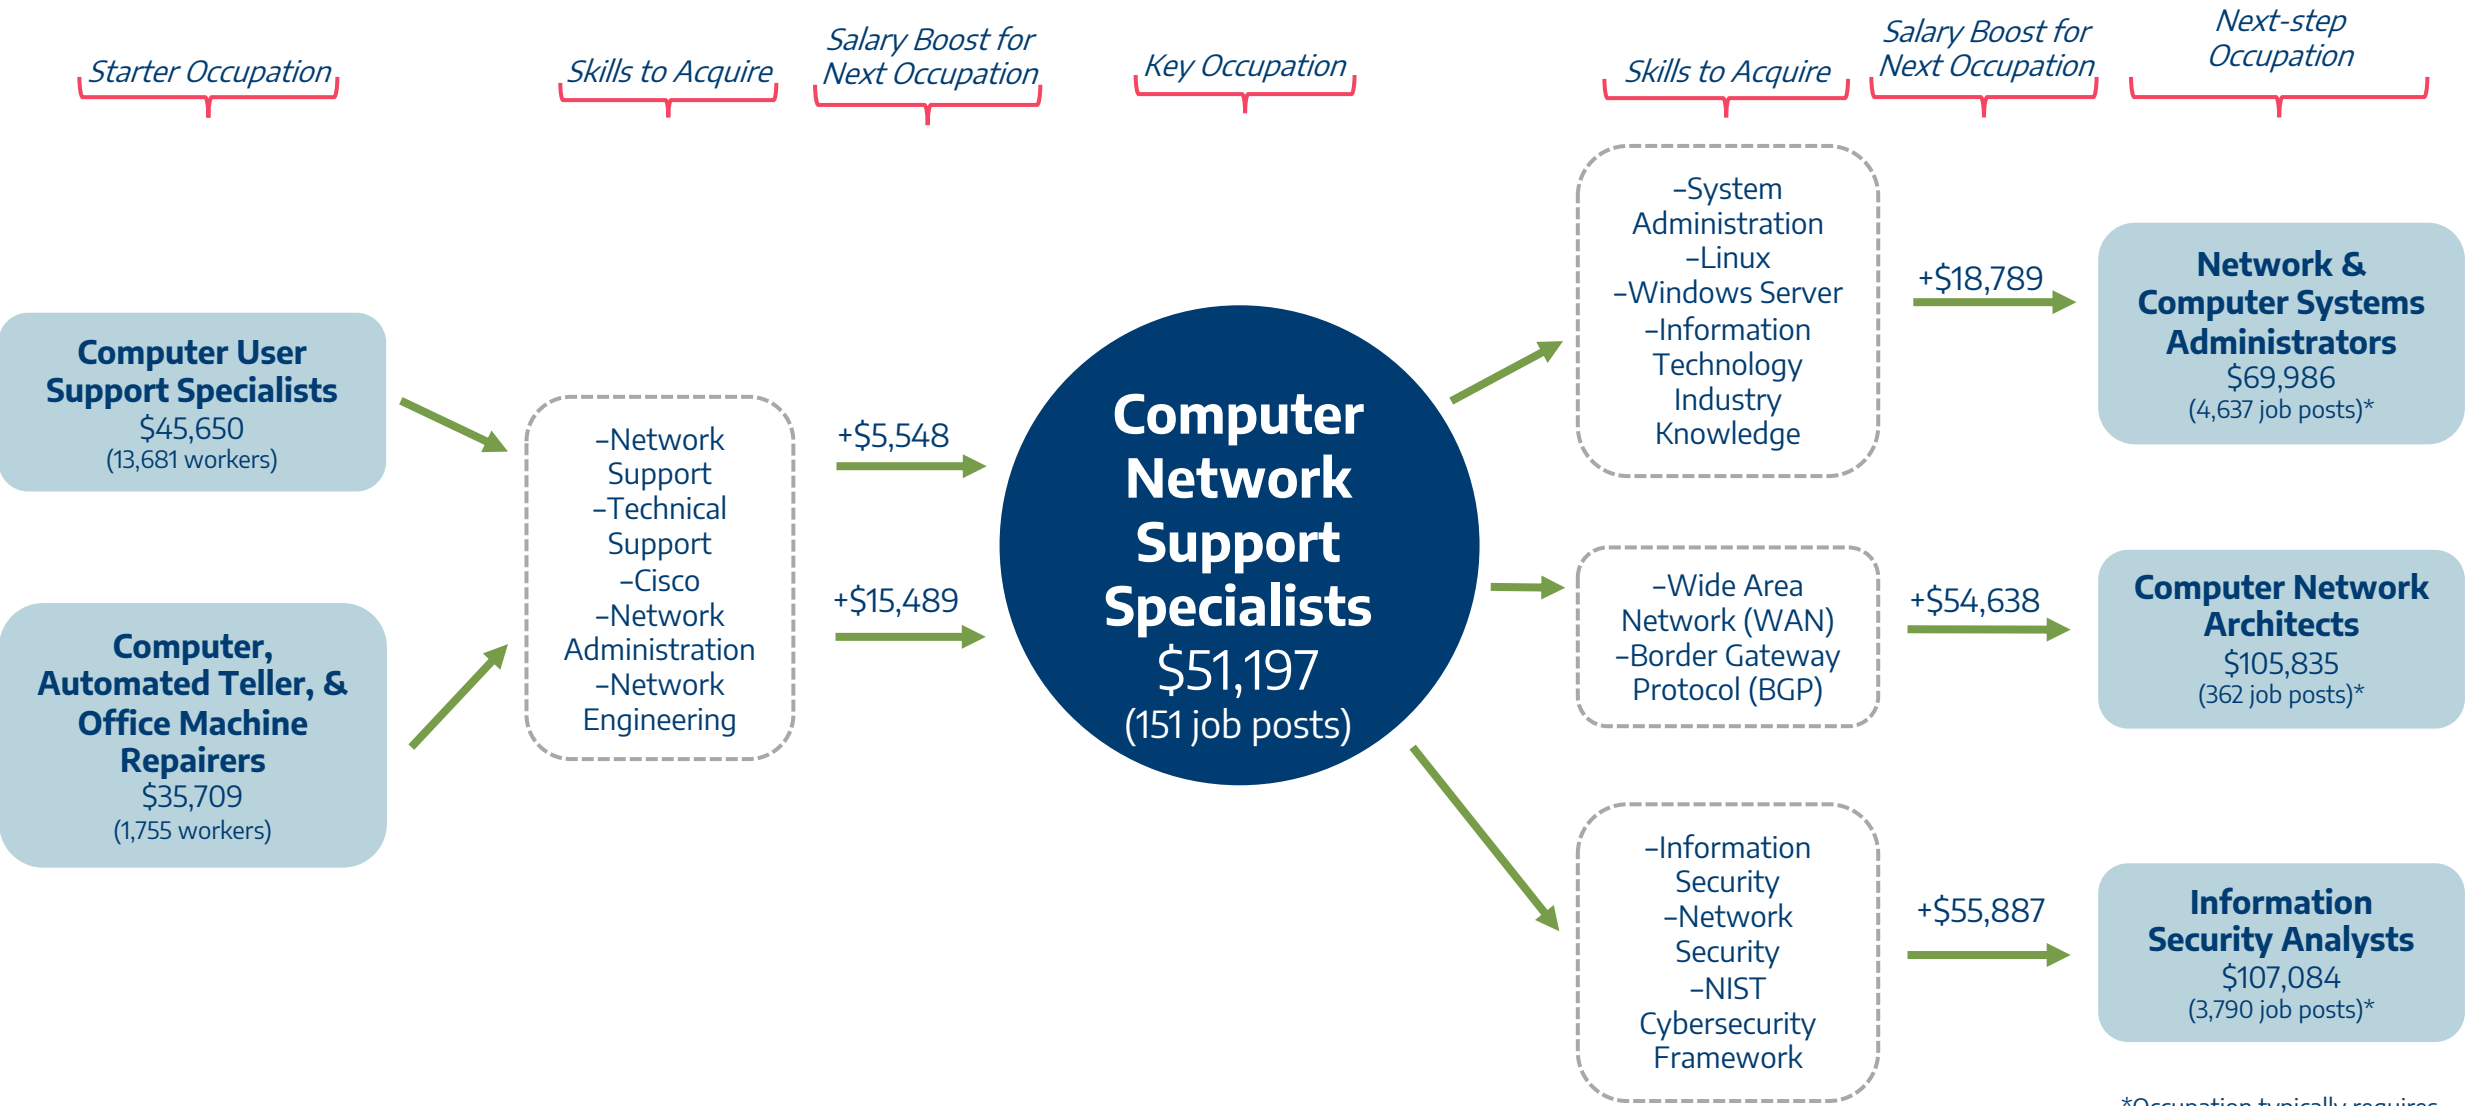 Starter Occupation
Skills to Acquire
Salary Boost for
Next Occupation
Key Occupation
Skills to Acquire
Salary Boost for
Next Occupation
Next-step
Occupation
Computer User
Support Specialists
$45,650
(13,681 workers)
Computer,
Automated Teller, &
Office Machine
Repairers
$35,709
(1,755 workers)
–Network
Support
–Technical
Support
–Cisco
–Network
Administration
–Network
Engineering
+$5,548
+$15,489
Computer
Network
Support
Specialists
$51,197
(151 job posts)
–System
Administration
–Linux
–Windows Server
–Information
Technology
Industry
Knowledge
+$18,789
Network &
Computer Systems
Administrators
$69,986
(4,637 job posts)*
–Wide Area
Network (WAN)
–Border Gateway
Protocol (BGP)
+$54,638
Computer Network
Architects
$105,835
(362 job posts)*
–Information
Security
–Network
Security
–NIST
Cybersecurity
Framework
+$55,887
Information
Security Analysts
$107,084
(3,790 job posts)*
*Occupation typically requires